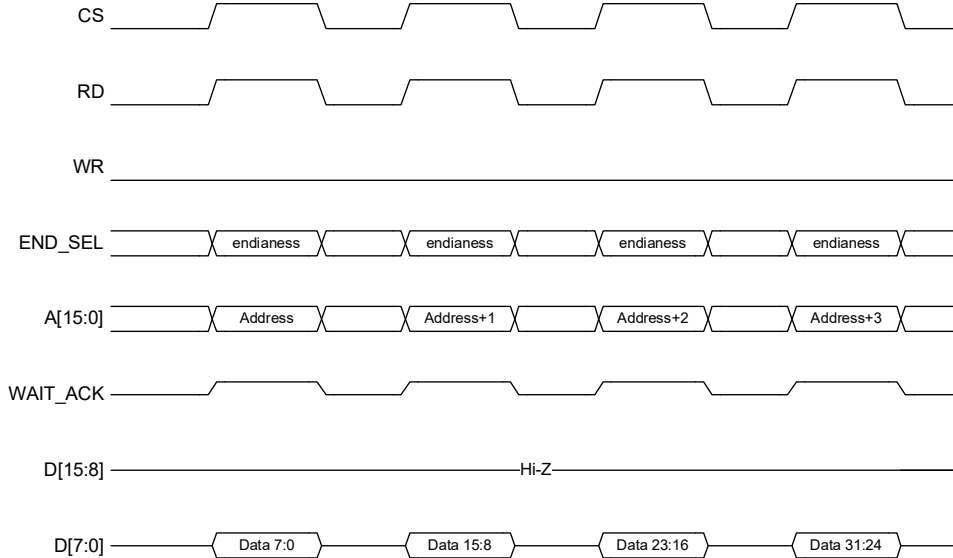 CS
RD
WR
END_SEL endianess endianess endianess endianess
A[15:0] Address Address+1 Address+2 Address+3
WAIT_ACK
D[15:8] Hi-Z
D[7:0] Data 7:0 Data 15:8 Data 23:16 Data 31:24